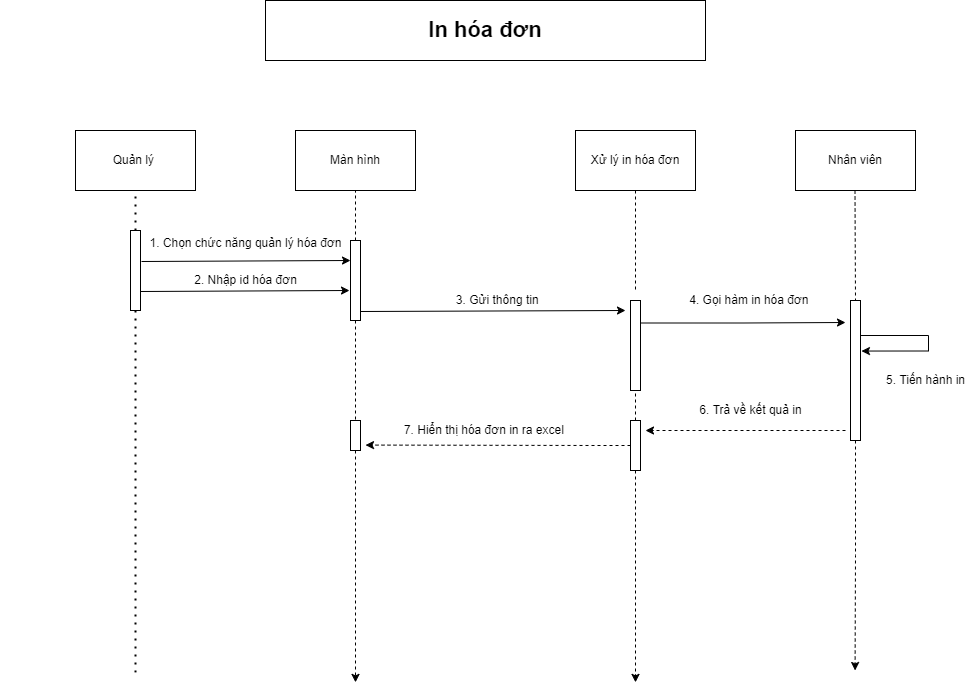 In hóa đơn
Quản lý
Màn hình
Xử lý in hóa đơn
Nhân viên
1. Chọn chức năng quản lý hóa đơn
2. Nhập id hóa đơn
3. Gửi thông tin
4. Gọi hàm in hóa đơn
5. Tiến hành in
6. Trả về kết quả in
7. Hiển thị hóa đơn in ra excel